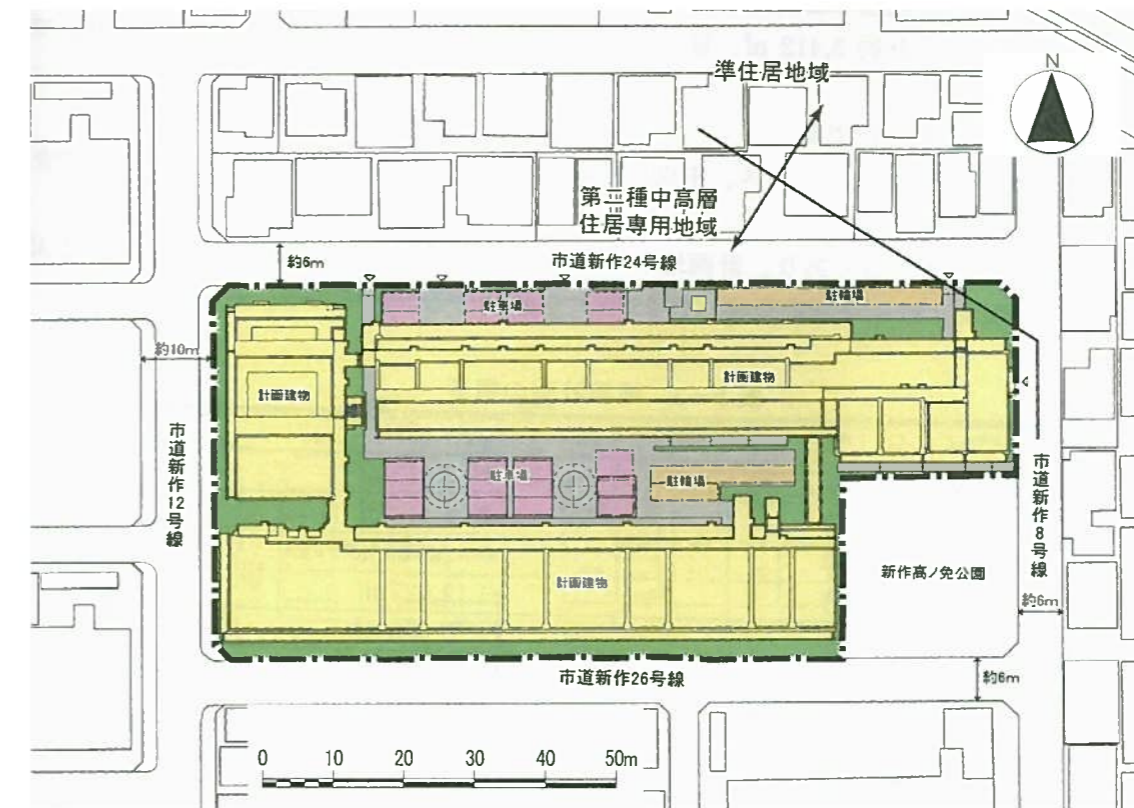 準住居地域
N
第二種中高層
住居専用地域
約6m
市道新作24号線
駐車場
駐輪場
約10m
計画建物
計画建物
市道新作12号線
駐車場
駐輪場
市道新作8号線
計画建物
新作高ノ免公園
約6m
市道新作26号線
約6m
0 10 20 30 40 50m